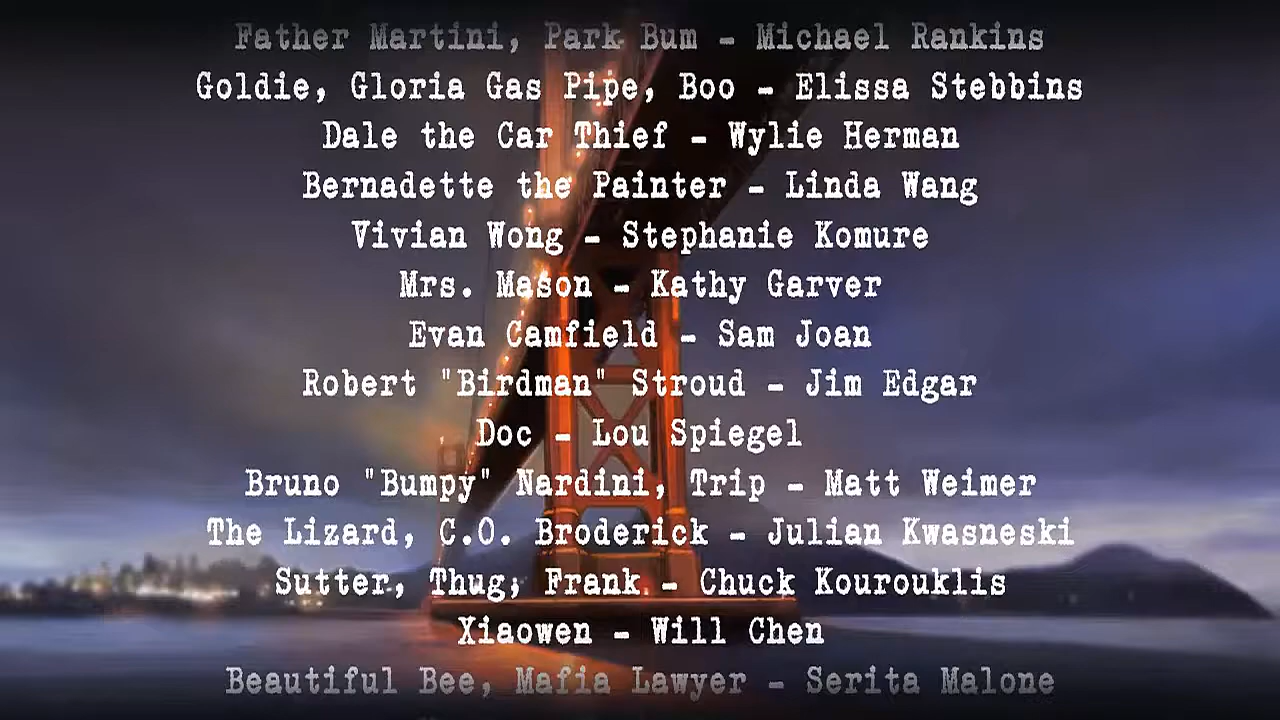 Father Martini, Park Bum - Michael Rankins
Goldie, Gloria Gas Pipe, Boo - Elissa Stebbins
Dale the Car Thief - Wylie Herman
Bernadette the Painter - Linda Wang
Vivian Wong - Stephanie Komure
Mrs. Mason - Kathy Garver
Evan Camfield - Sam Joan
Robert "Birdman" Stroud - Jim Edgar
Doc - Lou Spiegel
Bruno "Bumpy" Nardini, Trip - Matt Weimer
The Lizard, C.O. Broderick - Julian Kwasneski
Sutter, Thug, Frank - Chuck Kourouklis
Xiaowen - Will Chen
Beautiful Bee, Mafia Lawyer - Serita Malone